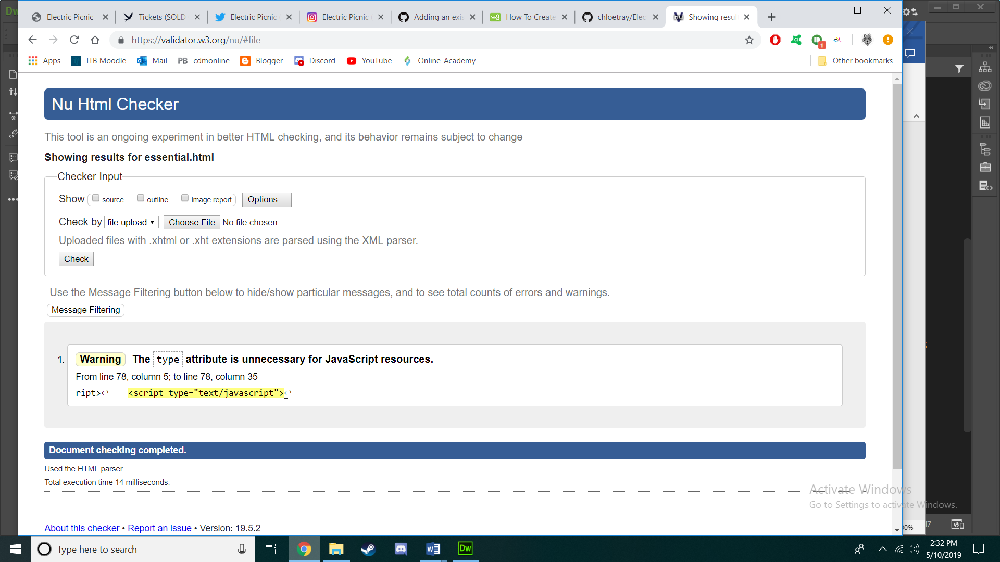 Dw
Electric Picnic
Tickets (SOLD
Electric Picnic
Electric Picnic
Adding an exis
How To Create
chloetray/Elec
Showing resul
https://validator.w3.org/nu/#file
1
Apps
ITB Moodle
Mail
PB cdmonline
Blogger
Discord
YouTube
Online-Academy
Other bookmarks
Nu Html Checker
This tool is an ongoing experiment in better HTML checking, and its behavior remains subject to change
Showing results for essential.html
Checker Input
Show source outline image report Options...
Check by file upload Choose File No file chosen
Uploaded files with .xhtml or .xht extensions are parsed using the XML parser.
Check
Use the Message Filtering button below to hide/show particular messages, and to see total counts of errors and warnings.
Message Filtering
1. Warning The type attribute is unnecessary for JavaScript resources.
From line 78, column 5; to line 78, column 35
ript>↩ <script type="text/javascript">↩
Document checking completed.
Used the HTML parser.
Total execution time 14 milliseconds.
Activate Windows
Go to Settings to activate Windows.
About this checker • Report an issue • Version: 19.5.2
00%
47
Type here to search
Dw
2:32 PM
5/10/2019